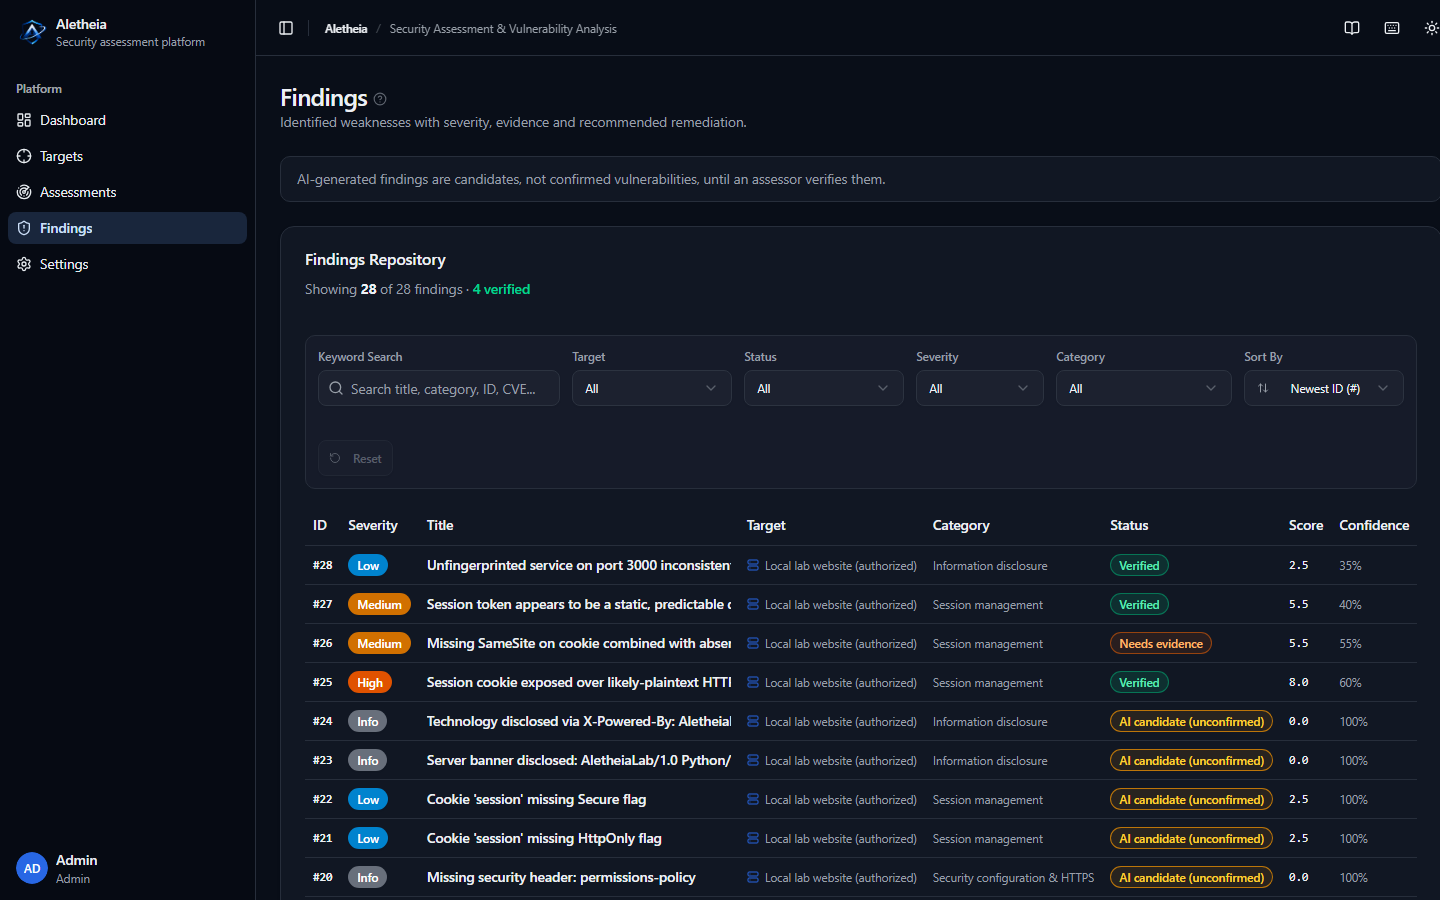 Aletheia
Security assessment platform
Platform
Dashboard
Targets
Assessments
Findings
Settings
AD
Admin
Admin
Aletheia / Security Assessment & Vulnerability Analysis
Findings
Identified weaknesses with severity, evidence and recommended remediation.
AI-generated findings are candidates, not confirmed vulnerabilities, until an assessor verifies them.
Findings Repository
Showing 28 of 28 findings · 4 verified
Keyword Search Target Status Severity Category Sort By
Search title, category, ID, CVE... All All All All Newest ID (#)
Reset
ID Severity Title Target Category Status Score Confidence
#28 Low Unfingerprinted service on port 3000 Local lab website (authorized) Information disclosure Verified 2.5 35%
#27 Medium Session token appears to be a static, predictable Local lab website (authorized) Session management Verified 5.5 40%
#26 Medium Missing SameSite on cookie combined with Local lab website (authorized) Session management Needs evidence 5.5 55%
#25 High Session cookie exposed over likely-plaintext Local lab website (authorized) Session management Verified 8.0 60%
#24 Info Technology disclosed via X-Powered-By: Local lab website (authorized) Information disclosure AI candidate (unconfirmed) 0.0 100%
#23 Info Server banner disclosed: AletheiaLab/1.0 Python/ Local lab website (authorized) Information disclosure AI candidate (unconfirmed) 0.0 100%
#22 Low Cookie 'session' missing Secure flag Local lab website (authorized) Session management AI candidate (unconfirmed) 2.5 100%
#21 Low Cookie 'session' missing HttpOnly flag Local lab website (authorized) Session management AI candidate (unconfirmed) 2.5 100%
#20 Info Missing security header: permissions-policy Local lab website (authorized) Security configuration & HTTPS AI candidate (unconfirmed) 0.0 100%